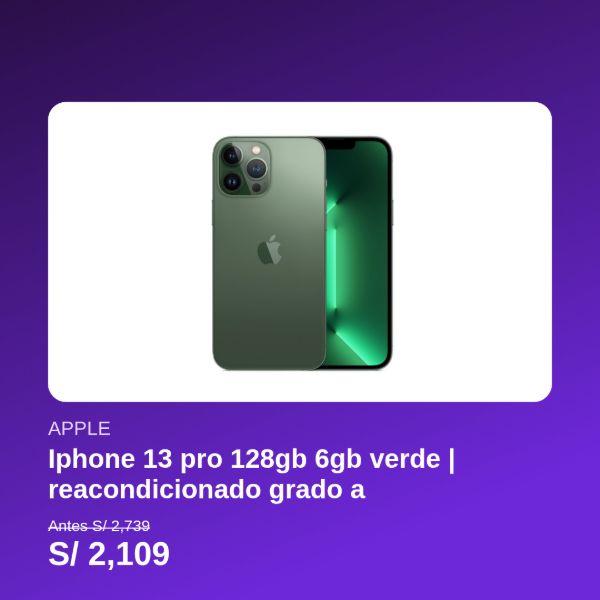 APPLE
Iphone 13 pro 128gb 6gb verde |
reacondicionado grado a
Antes S/ 2,739
S/ 2,109